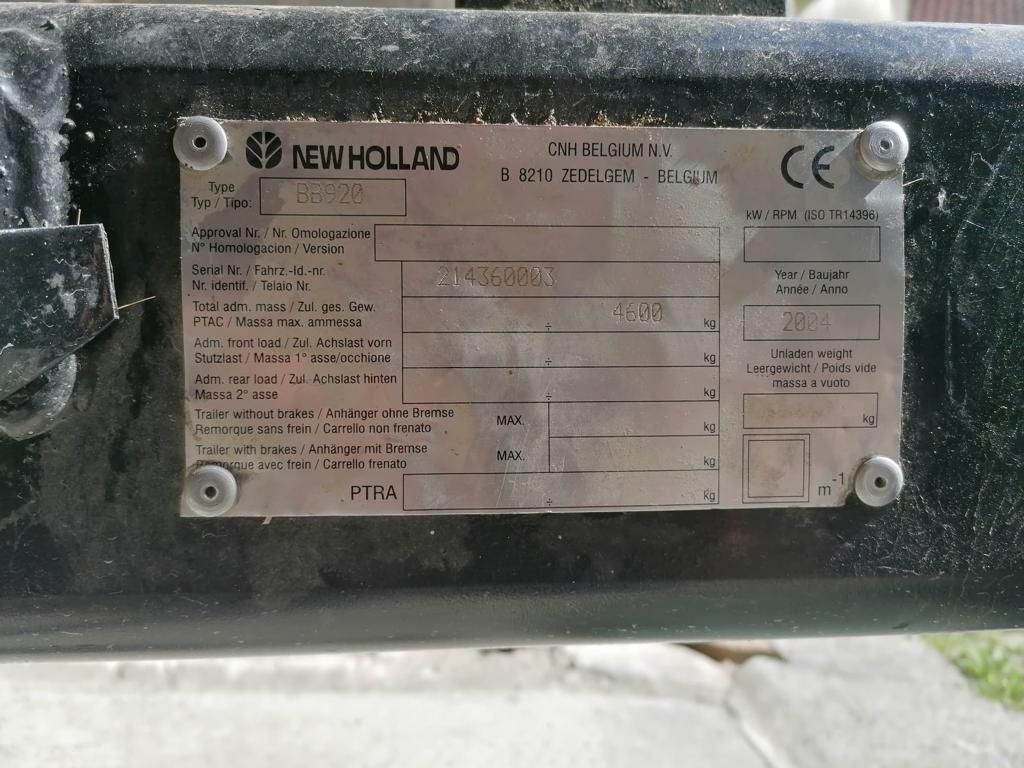 NEW HOLLAND
CNH BELGIUM N.V.
B 8210 ZEDELGEM - BELGIUM
CE
Type
Typ / Tipo:
BB920
kW / RPM (ISO TR14396)
Approval Nr. / Nr. Omologazione
N° Homologacion / Version
Serial Nr. / Fahrz.-Id.-nr.
Nr. identif. / Telaio Nr.
214360003
Year / Baujahr
Année / Anno
2004
Total adm. mass / Zul. ges. Gew.
PTAC / Massa max. ammessa
4600
÷ kg
Adm. front load / Zul. Achslast vorn
Stutzlast / Massa 1° asse/occhione
÷ kg
Unladen weight
Leergewicht / Poids vide
massa a vuoto
kg
Adm. rear load / Zul. Achslast hinten
Massa 2° asse
÷ kg
Trailer without brakes / Anhänger ohne Bremse
Remorque sans frein / Carrello non frenato
MAX.
kg
Trailer with brakes / Anhänger mit Bremse
Remorque avec frein / Carrello frenato
MAX.
kg
PTRA
÷ kg
m-1